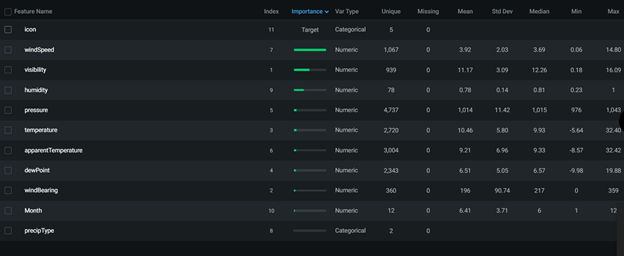 Feature Name Index Importance Var Type Unique Missing Mean Std Dev Median Min Max
icon 11 Target Categorical 5 0
windSpeed 7 Numeric 1,067 0 3.92 2.03 3.69 0.06 14.80
visibility 1 Numeric 939 0 11.17 3.09 12.26 0.18 16.09
humidity 9 Numeric 78 0 0.78 0.14 0.81 0.23 1
pressure 5 Numeric 4,737 0 1,014 11.42 1,015 976 1,043
temperature 3 Numeric 2,720 0 10.46 5.80 9.93 -5.64 32.40
apparentTemperature 6 Numeric 3,004 0 9.21 6.96 9.33 -8.57 32.42
dewPoint 4 Numeric 2,343 0 6.51 5.05 6.57 -9.98 19.88
windBearing 2 Numeric 360 0 196 90.74 217 0 359
Month 10 Numeric 12 0 6.41 3.71 6 1 12
precipType 8 Categorical 2 0